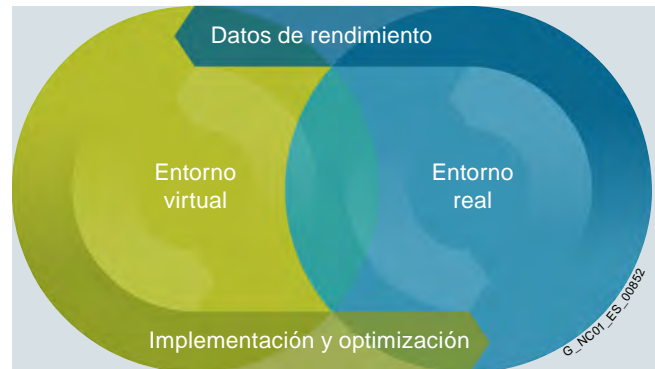 Datos de rendimiento
Entorno
virtual
Entorno
real
Implementación y optimización
G_NC01_ES_00852